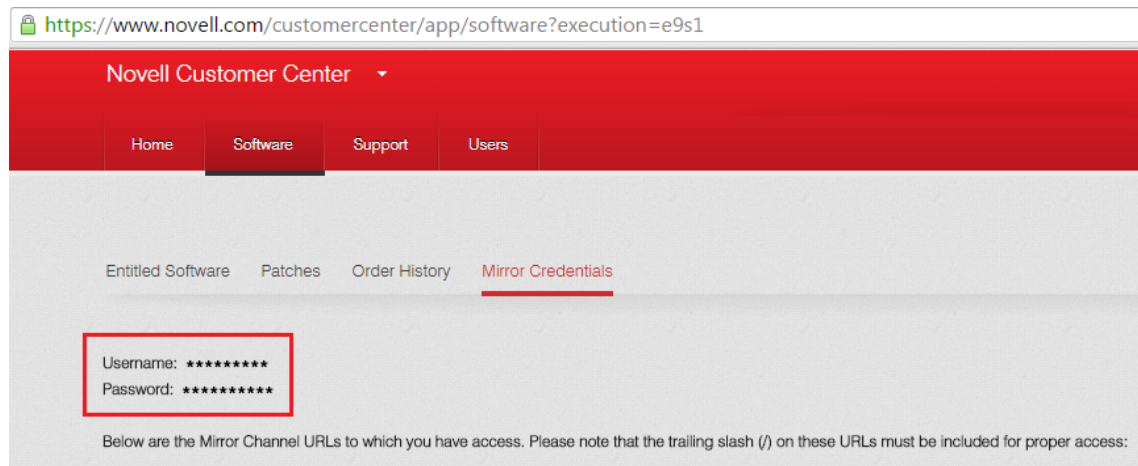 https://www.novell.com/customercenter/app/software?execution=e9s1
Novell Customer Center
Home Software Support Users
Entitled Software Patches Order History Mirror Credentials
Username: *********
Password: **********
Below are the Mirror Channel URLs to which you have access. Please note that the trailing slash (/) on these URLs must be included for proper access: